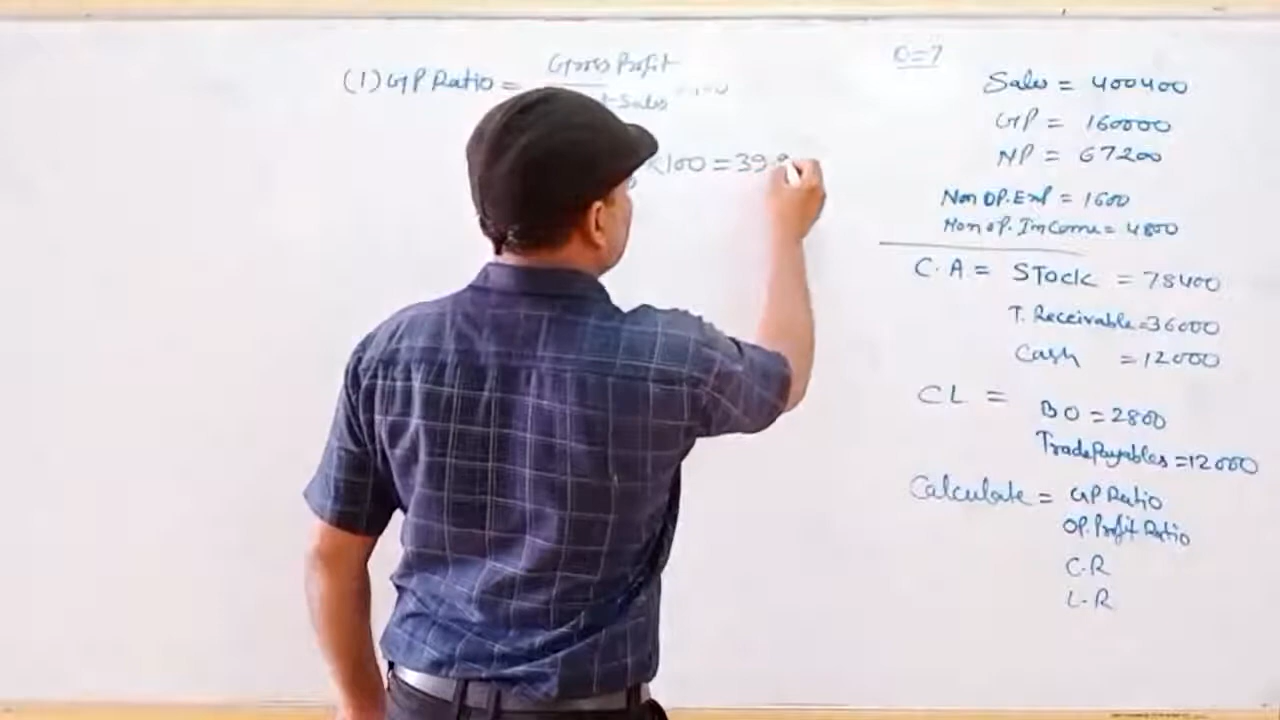 (1) GP Ratio = Gross Profit
t Sales
×100 = 39.9
Q=7
Sales = 400400
GP = 160000
NP = 67200
Non OP. Exp = 1600
Non oP. Income = 4800
C.A = STock = 78400
T. Receivable = 36000
Cash = 12000
CL = BO = 2800
Trade Payables = 12000
Calculate = GP Ratio
OP. Profit Ratio
C.R
L.R